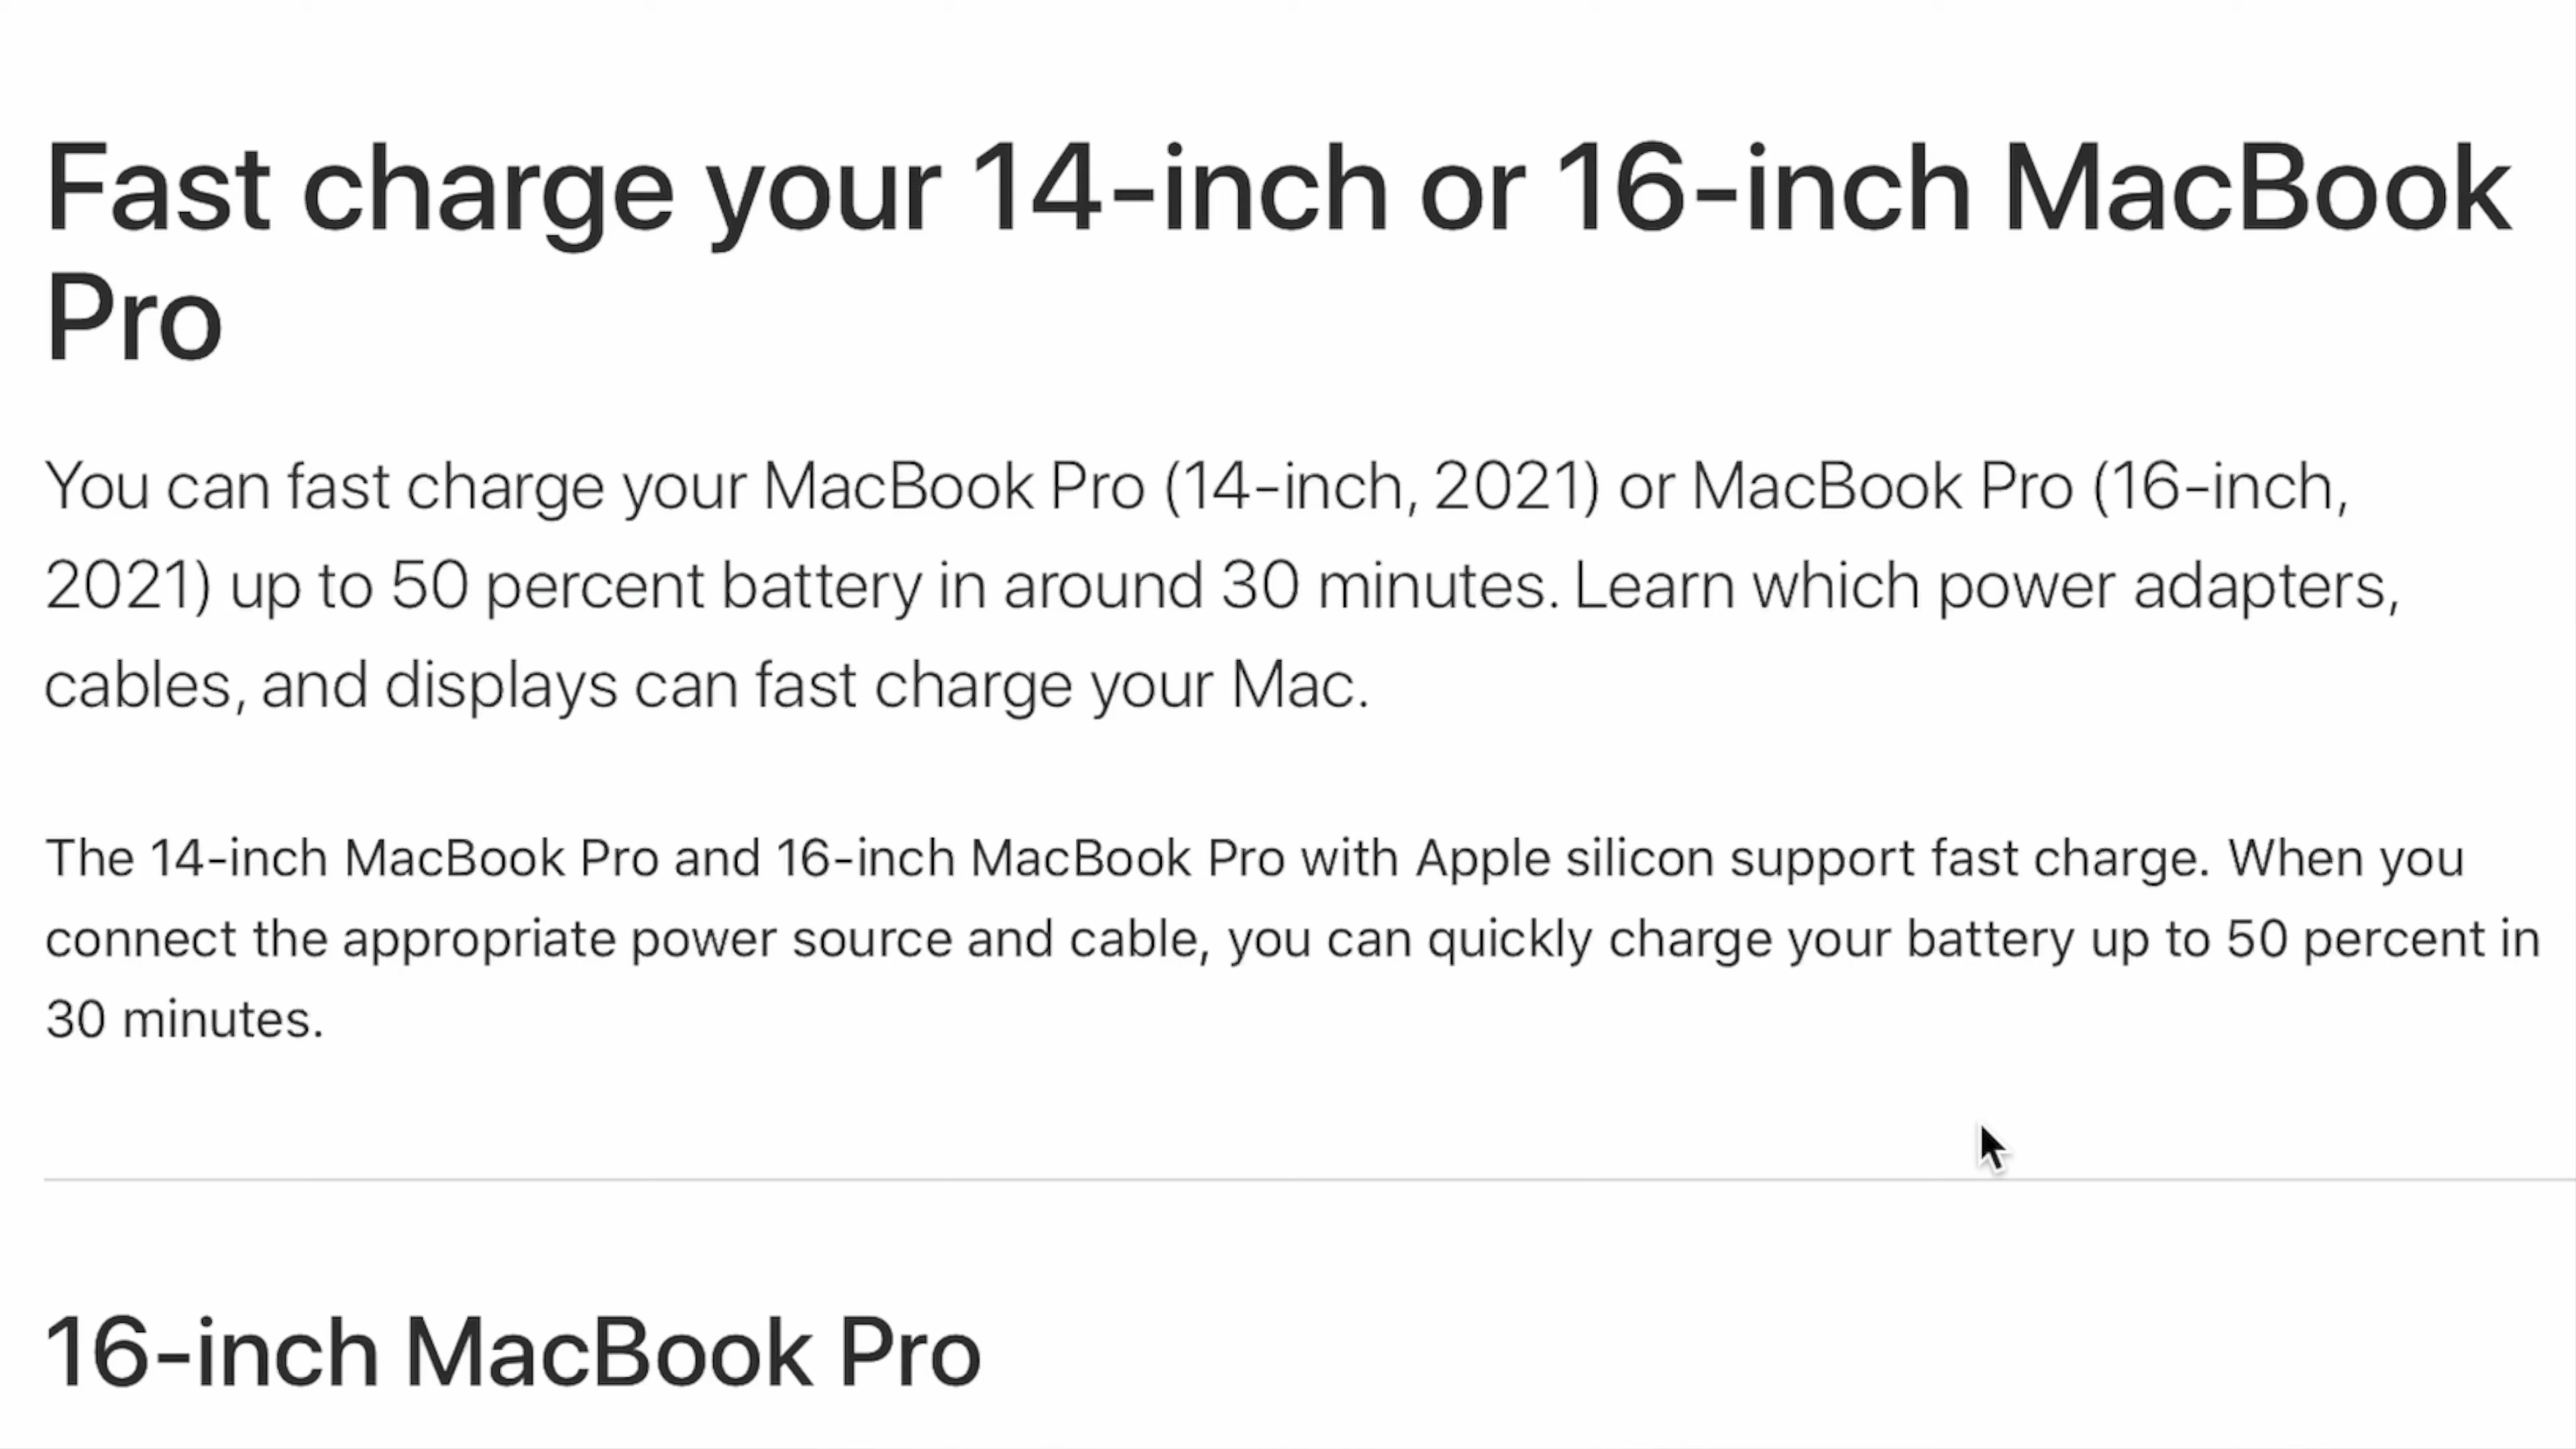 Fast charge your 14-inch or 16-inch MacBook
Pro
You can fast charge your MacBook Pro (14-inch, 2021) or MacBook Pro (16-inch,
2021) up to 50 percent battery in around 30 minutes. Learn which power adapters,
cables, and displays can fast charge your Mac.
The 14-inch MacBook Pro and 16-inch MacBook Pro with Apple silicon support fast charge. When you
connect the appropriate power source and cable, you can quickly charge your battery up to 50 percent in
30 minutes.
16-inch MacBook Pro